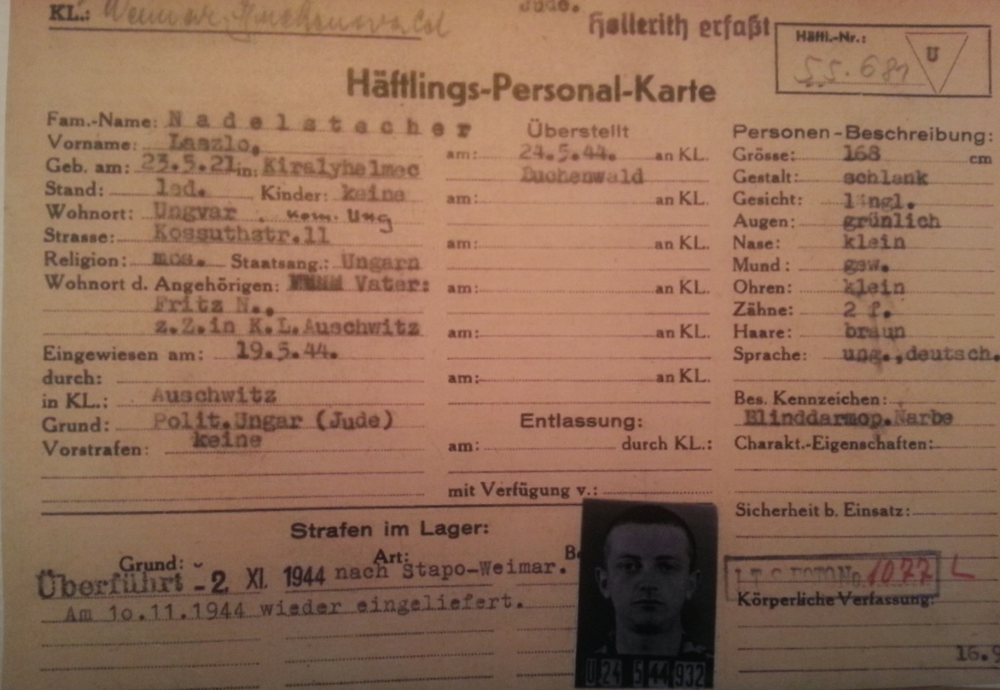 KL.: Weimar-Buchenwald
Jude.
Hollerith erfaßt
Häftl.-Nr.:
55.681
U
Häftlings-Personal-Karte
Fam.-Name: Nadelstecher
Vorname: Laszlo,
Geb. am: 23.5.21 in: Kiralyhelmec
Stand: led. Kinder: keine
Wohnort: Ungvar, Kom. Ung
Strasse: Kossuthstr.11
Religion: mos. Staatsang.: Ungarn
Wohnort d. Angehörigen: Vater:
Fritz N.,
z.Z.in K.L.Auschwitz
Eingewiesen am: 19.5.44.
durch:
in KL.: Auschwitz
Grund: Polit.Ungar (Jude)
Vorstrafen: keine
Überstellt
am: 24.5.44. an KL.
Buchenwald
am: an KL.
am: an KL.
am: an KL.
am: an KL.
am: an KL.
Entlassung:
am: durch KL.:
mit Verfügung v.:
Personen-Beschreibung:
Grösse: 168 cm
Gestalt: schlank
Gesicht: längl.
Augen: grünlich
Nase: klein
Mund: gew.
Ohren: klein
Zähne: 2 f.
Haare: braun
Sprache: ung.,deutsch.
Bes. Kennzeichen:
Blinddarmop.Narbe
Charakt.-Eigenschaften:
Sicherheit b. Einsatz:
I.T.S. FOTO No. 1077 L
Körperliche Verfassung:
16.9
Strafen im Lager:
Grund: Art: B
Überführt -2. XI. 1944 nach Stapo-Weimar.
Am 10.11.1944 wieder eingeliefert.
U 24 5 44 932